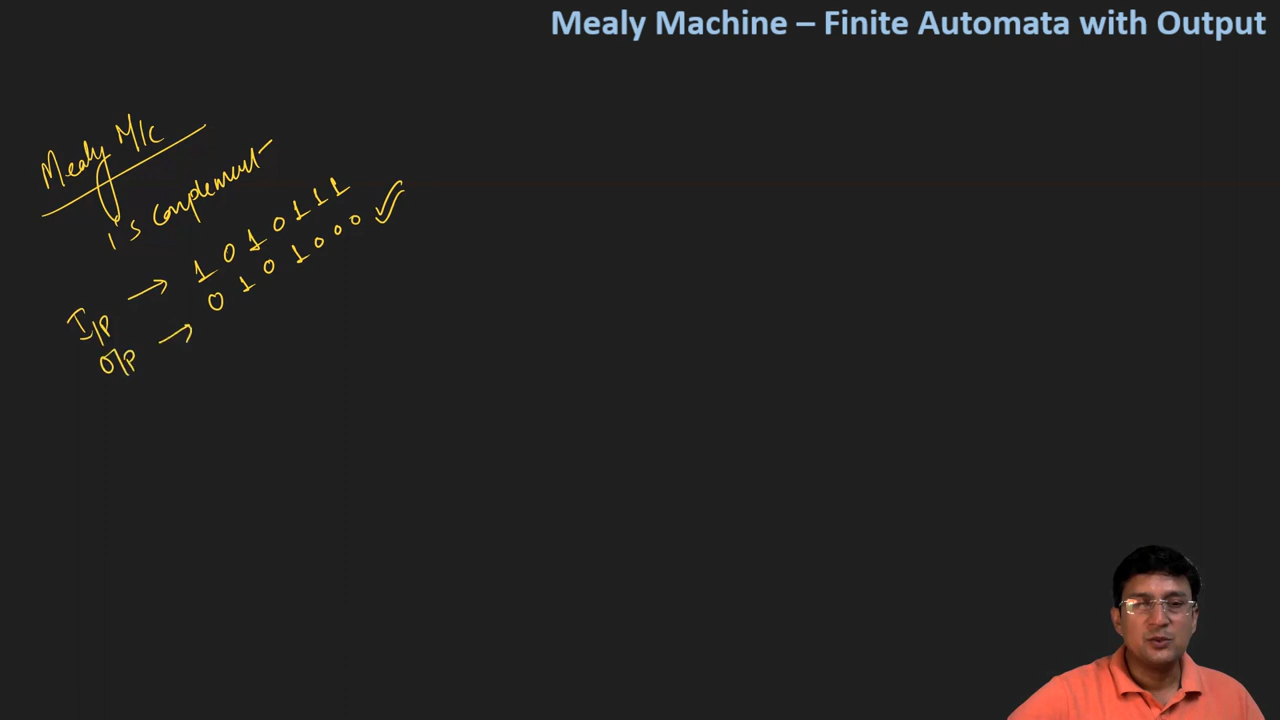 Mealy Machine – Finite Automata with Output
Mealy M/C
1's complement
I/P → 1 0 1 0 1 1 1
O/P → 0 1 0 1 0 0 0